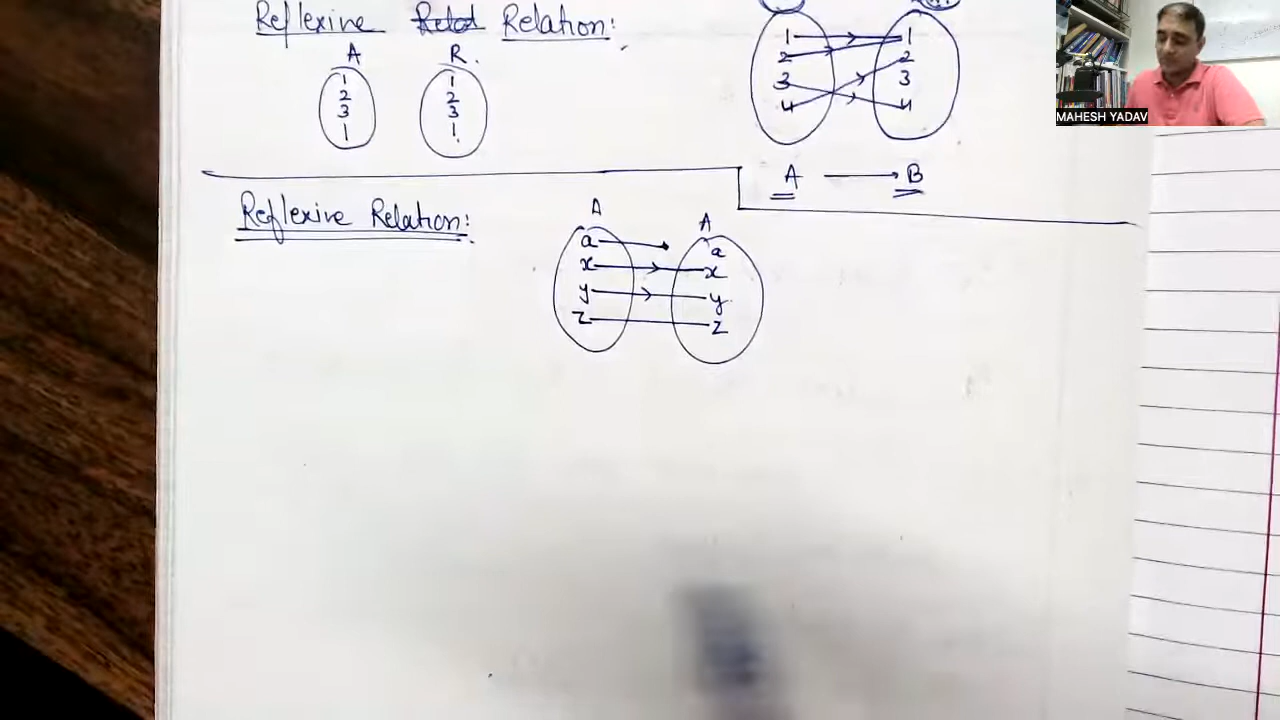 Reflexive Relation:
A R.
1 1
2 2
3 3
1 1
1 1
2 2
3 3
4 4
A → B
Reflexive Relation:
A A
a a
x x
y y
z z
MAHESH YADAV